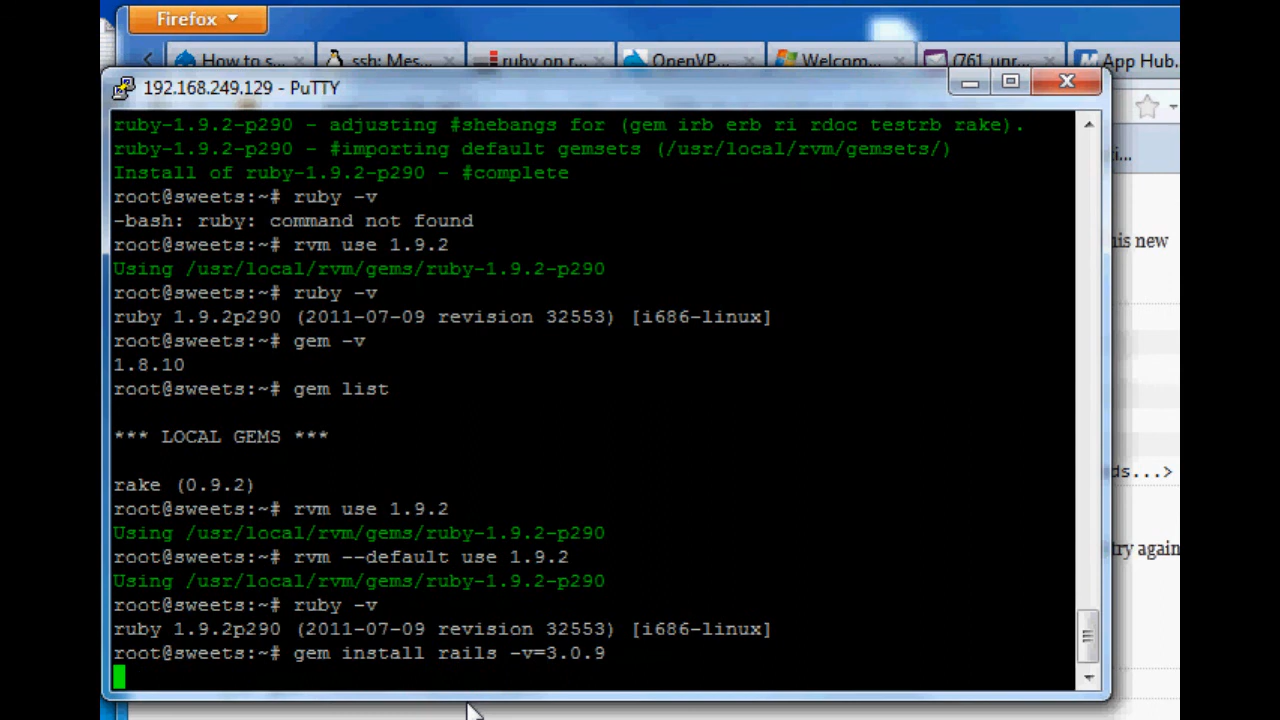 Firefox
How to s...
ssh: Mes...
ruby on r...
OpenVP...
Welcom...
(761 unr...
App Hub.
192.168.249.129 - PuTTY
ruby-1.9.2-p290 - adjusting #shebangs for (gem irb erb ri rdoc testrb rake).
ruby-1.9.2-p290 - #importing default gemsets (/usr/local/rvm/gemsets/)
Install of ruby-1.9.2-p290 - #complete
root@sweets:~# ruby -v
-bash: ruby: command not found
root@sweets:~# rvm use 1.9.2
Using /usr/local/rvm/gems/ruby-1.9.2-p290
root@sweets:~# ruby -v
ruby 1.9.2p290 (2011-07-09 revision 32553) [i686-linux]
root@sweets:~# gem -v
1.8.10
root@sweets:~# gem list
*** LOCAL GEMS ***
rake (0.9.2)
root@sweets:~# rvm use 1.9.2
Using /usr/local/rvm/gems/ruby-1.9.2-p290
root@sweets:~# rvm --default use 1.9.2
Using /usr/local/rvm/gems/ruby-1.9.2-p290
root@sweets:~# ruby -v
ruby 1.9.2p290 (2011-07-09 revision 32553) [i686-linux]
root@sweets:~# gem install rails -v=3.0.9
new
ds...>
try again